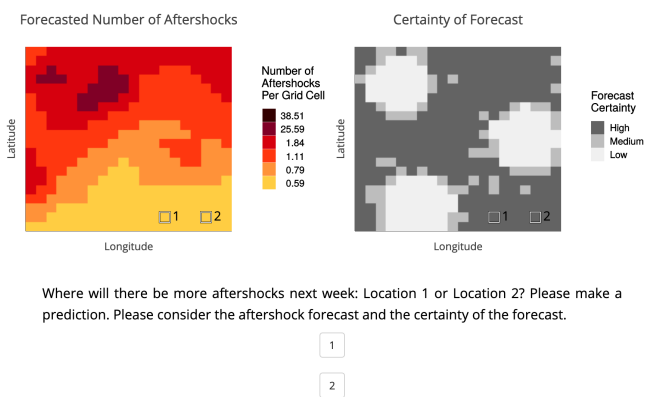 Forecasted Number of Aftershocks
Certainty of Forecast
Latitude
1
2
Longitude
Number of
Aftershocks
Per Grid Cell
38.51
25.59
1.84
1.11
0.79
0.59
Latitude
1
2
Longitude
Forecast
Certainty
High
Medium
Low
Where will there be more aftershocks next week: Location 1 or Location 2? Please make a
prediction. Please consider the aftershock forecast and the certainty of the forecast.
1
2